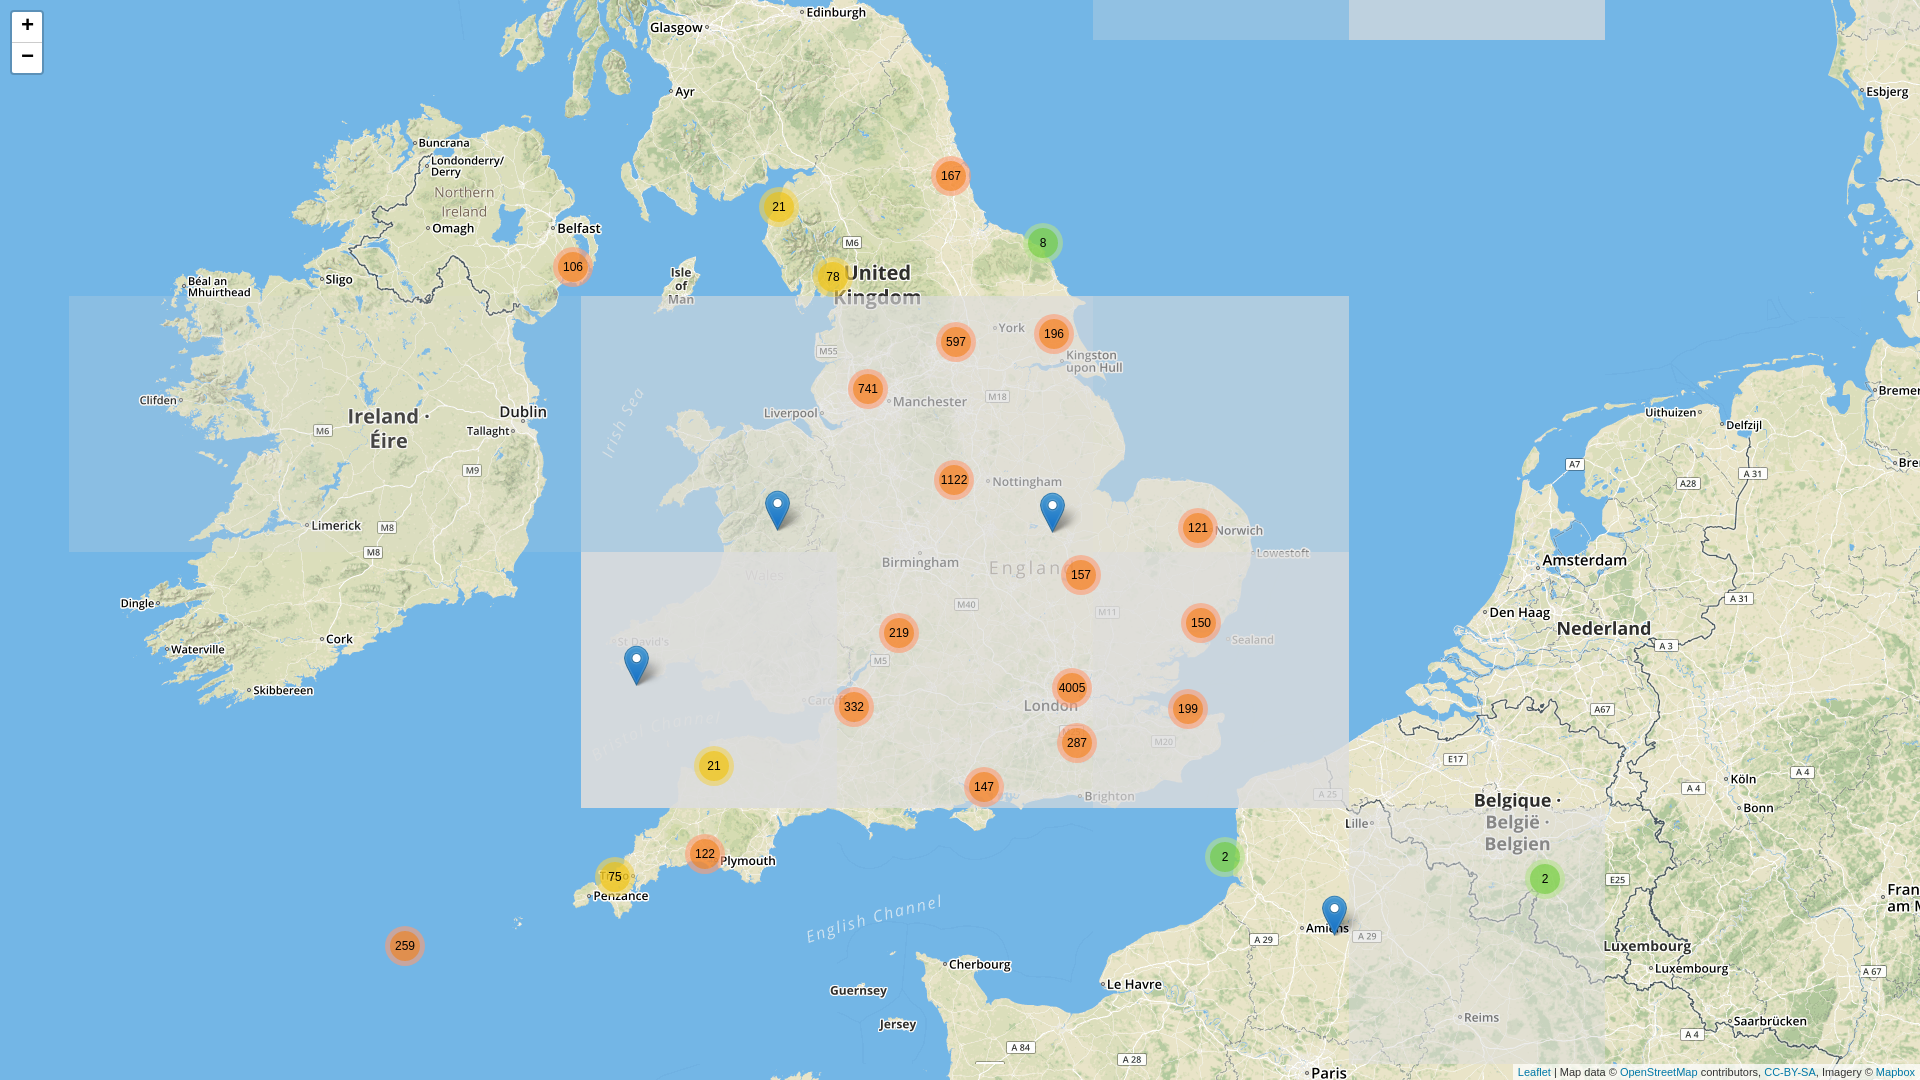 +
−
Glasgow
Edinburgh
Ayr
Esbjerg
Buncrana
Londonderry/
Derry
Northern
Ireland
Omagh
Belfast
167
21
8
M6
106
78
United
Kingdom
Isle
of
Man
Béal an
Mhuirthead
Sligo
York
196
597
M55
Kingston
upon Hull
741
Manchester
M18
Liverpool
Irish Sea
Clifden
Ireland ·
Éire
M6
Dublin
Tallaght
M9
Uithuizen
Delfzijl
A7
A28
A 31
1122
Nottingham
Limerick
M8
M8
121
Norwich
Lowestoft
Birmingham
Englan
157
Wales
M40
M11
Amsterdam
A 31
Den Haag
Nederland
A 3
Dingle
Cork
Waterville
Skibbereen
219
150
Sealand
St David's
M5
Cardiff
332
4005
London
199
287
M20
Bristol Channel
21
147
Brighton
A67
E17
A 25
Lille
Belgique ·
België ·
Belgien
Köln
A 4
A 4
Bonn
122
Plymouth
75
Penzance
2
2
E25
259
English Channel
Amiens
A 29
A 29
Luxembourg
Luxembourg
A 67
Cherbourg
Le Havre
Guernsey
Jersey
Reims
Saarbrücken
A 4
A 84
A 28
Paris
Leaflet | Map data © OpenStreetMap contributors, CC-BY-SA, Imagery © Mapbox